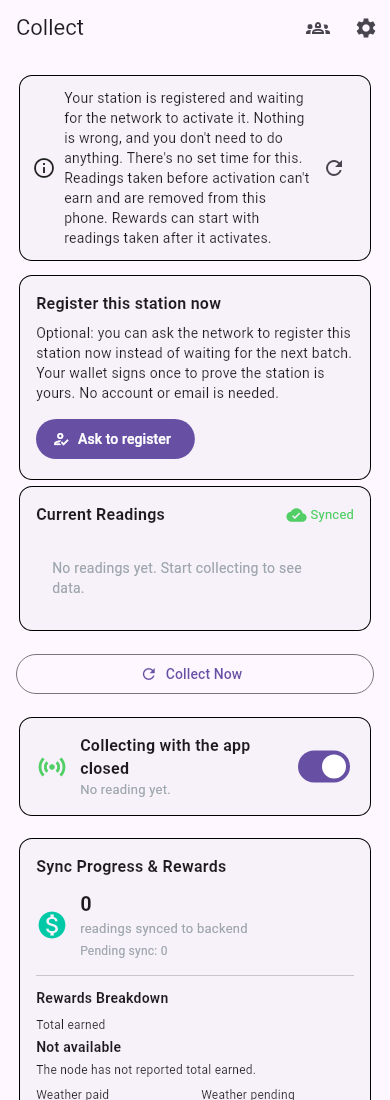 Collect
Your station is registered and waiting
for the network to activate it. Nothing
is wrong, and you don't need to do
anything. There's no set time for this.
Readings taken before activation can't
earn and are removed from this
phone. Rewards can start with
readings taken after it activates.
Register this station now
Optional: you can ask the network to register this
station now instead of waiting for the next batch.
Your wallet signs once to prove the station is
yours. No account or email is needed.
Ask to register
Current Readings
Synced
No readings yet. Start collecting to see
data.
Collect Now
Collecting with the app
closed
No reading yet.
Sync Progress & Rewards
0
readings synced to backend
Pending sync: 0
Rewards Breakdown
Total earned
Not available
The node has not reported total earned.
Weather paid
Weather pending